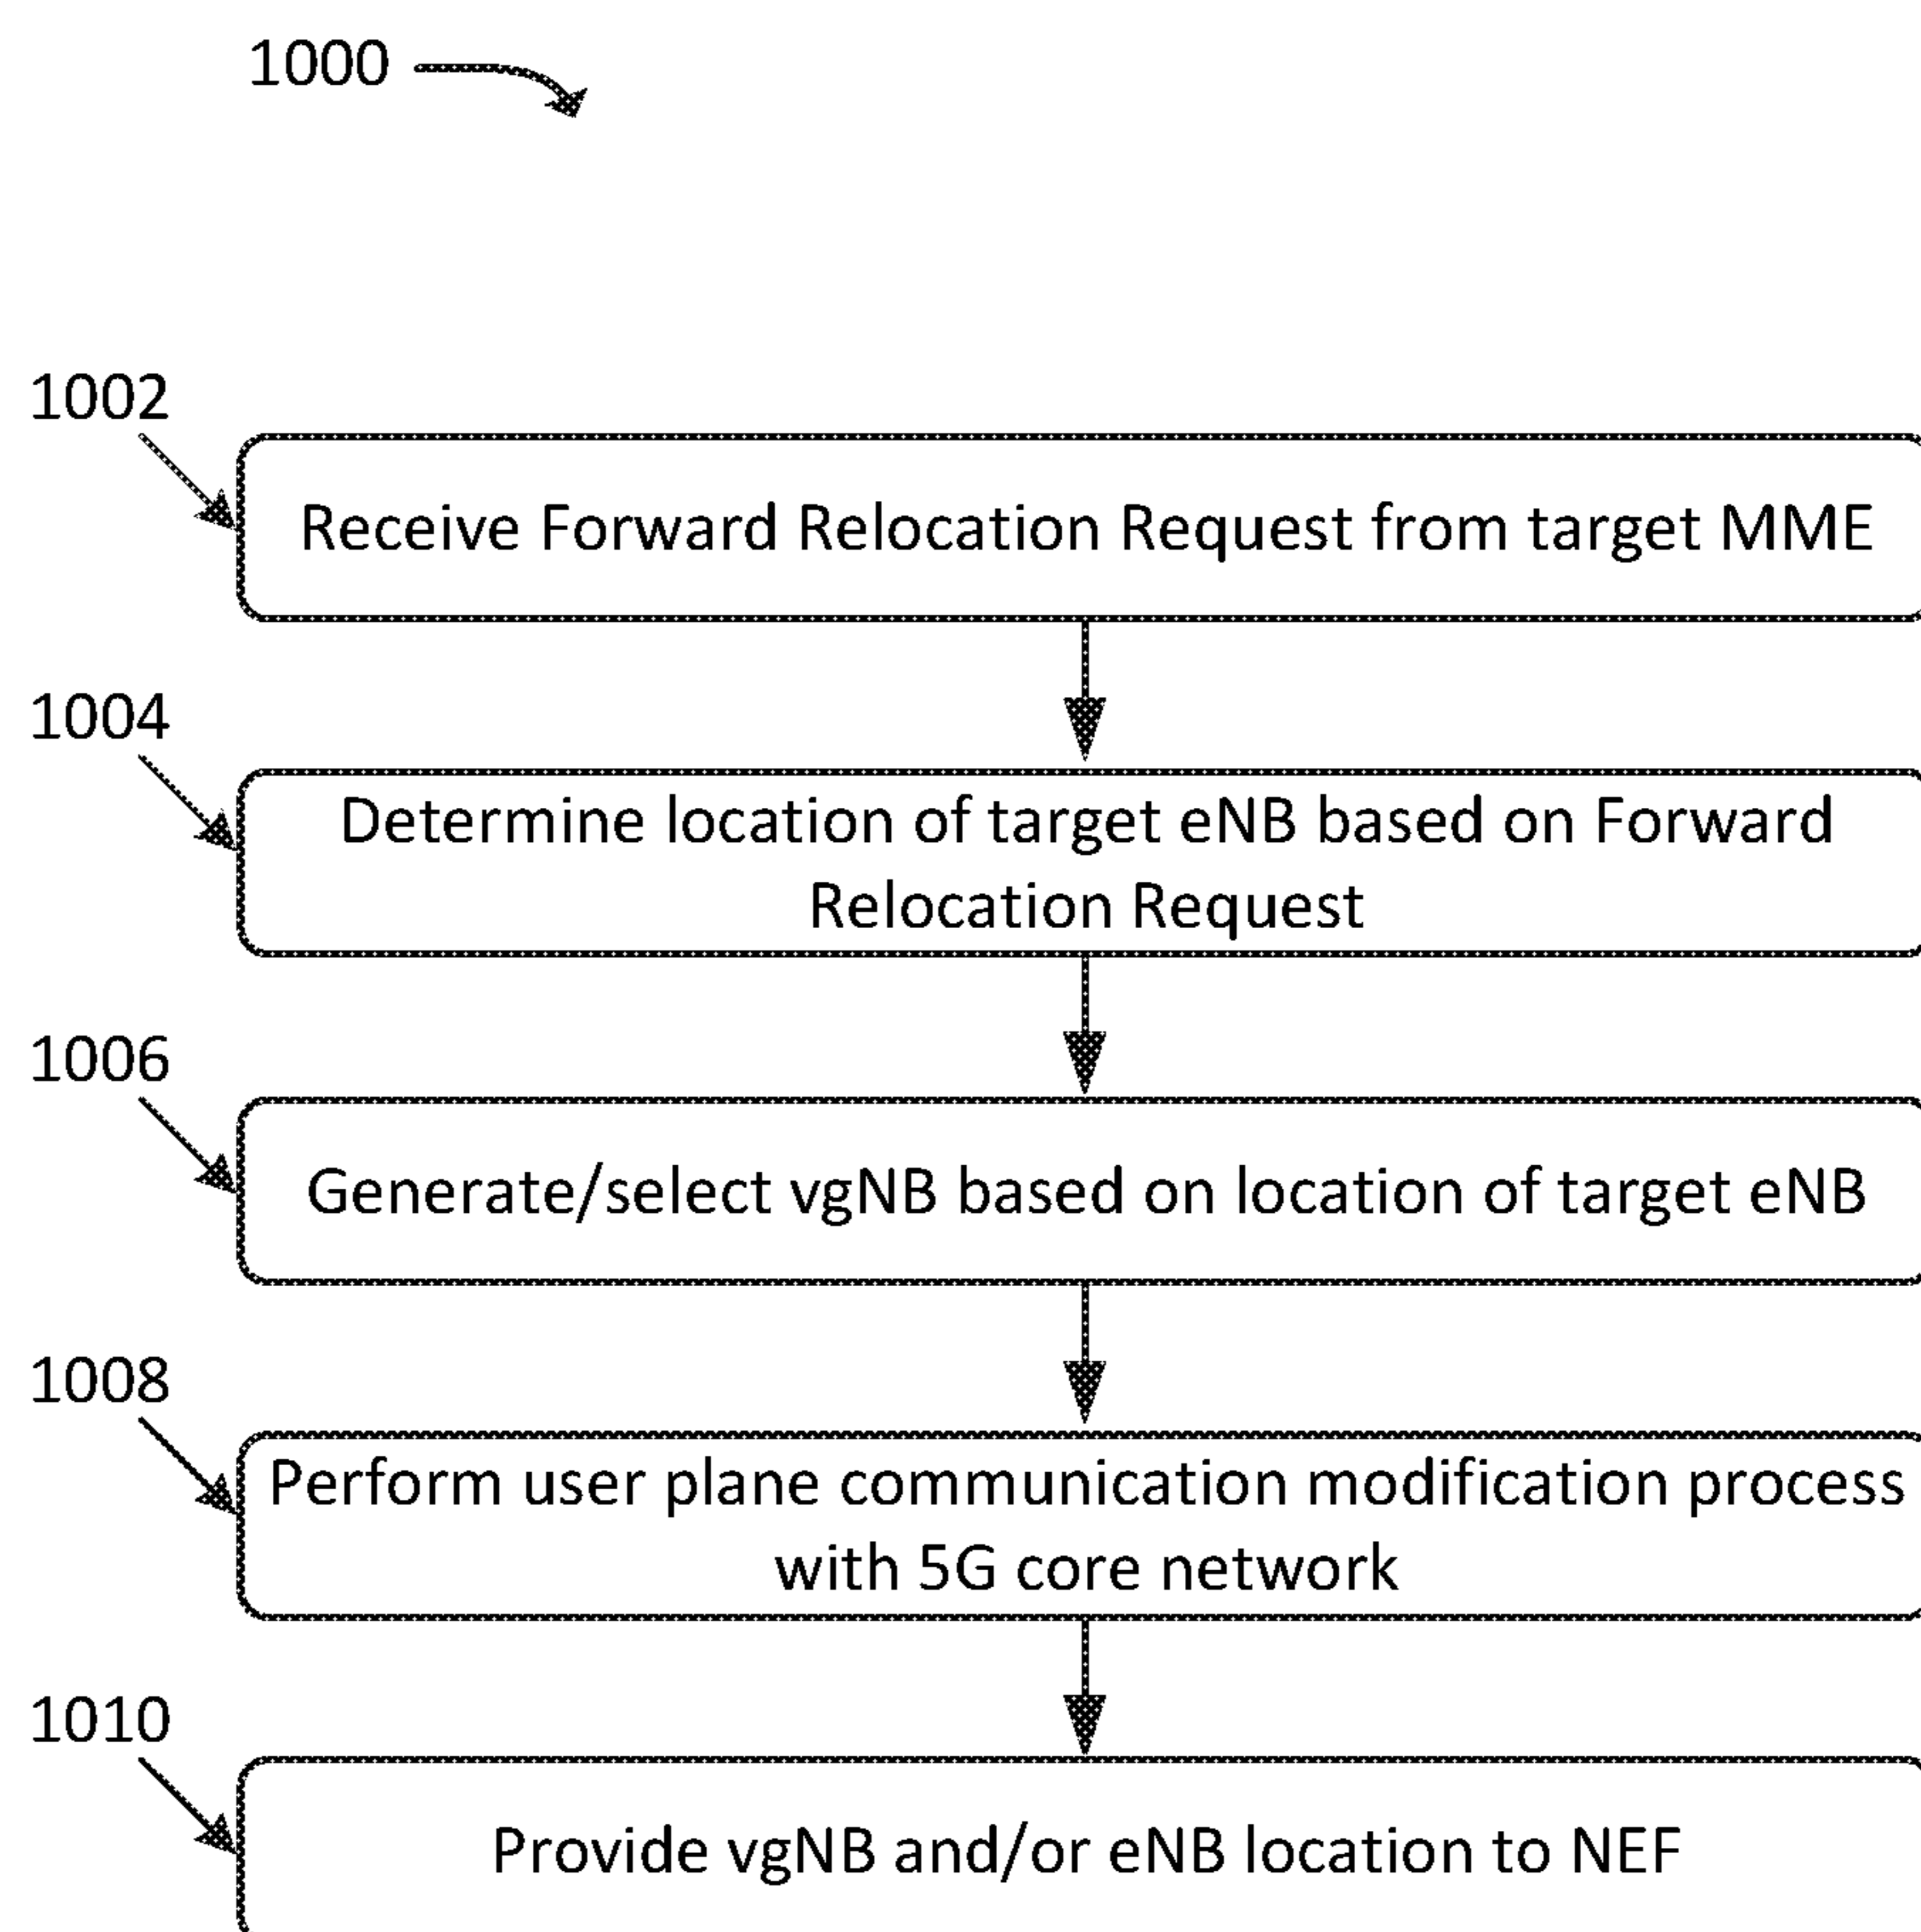 1000
1002
Receive Forward Relocation Request from target MME
1004
Determine location of target eNB based on Forward
Relocation Request
1006
Generate/select vgNB based on location of target eNB
1008
Perform user plane communication modification process
with 5G core network
1010
Provide vgNB and/or eNB location to NEF